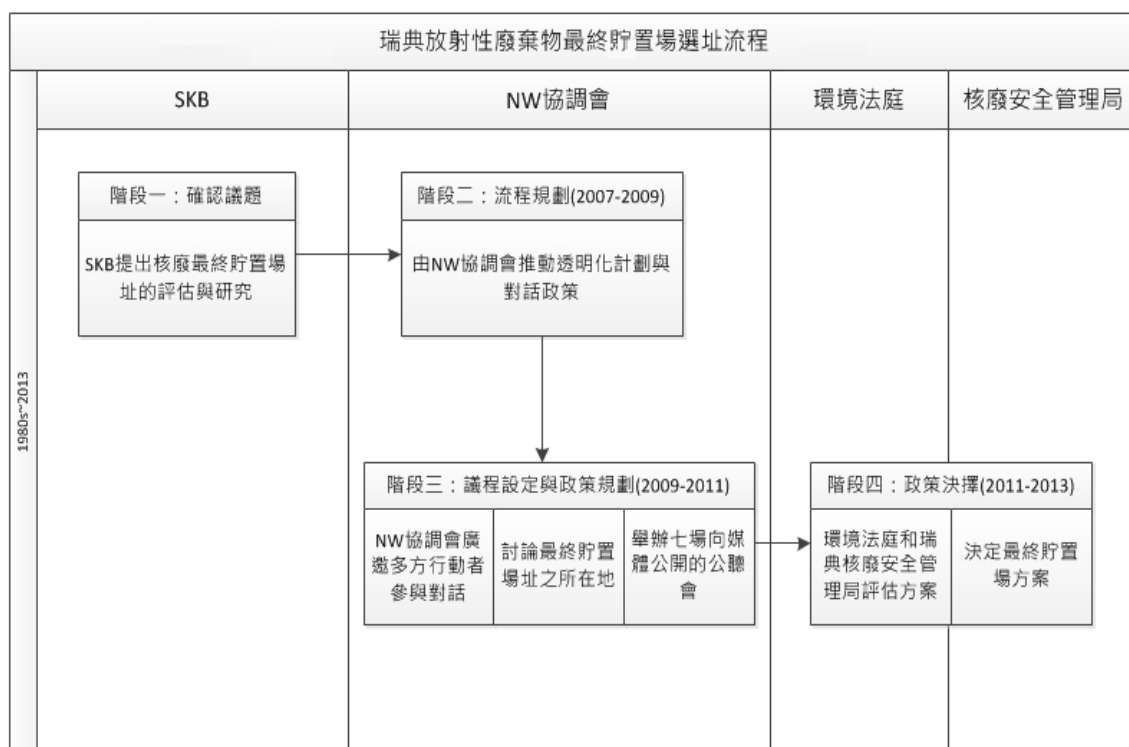 瑞典放射性廢棄物最終貯置場選址流程
SKB
NW協調會
環境法庭
核廢安全管理局
1980s~2013
階段一：確認議題
SKB提出核廢最終貯置場
址的評估與研究
階段二：流程規劃(2007-2009)
由NW協調會推動透明化計劃與
對話政策
階段三：議程設定與政策規劃(2009-2011)
NW協調會廣
邀多方行動者
參與對話
討論最終貯置
場址之所在地
舉辦七場向媒
體公開的公聽
會
階段四：政策決擇(2011-2013)
環境法庭和瑞
典核廢安全管
理局評估方案
決定最終貯置
場方案